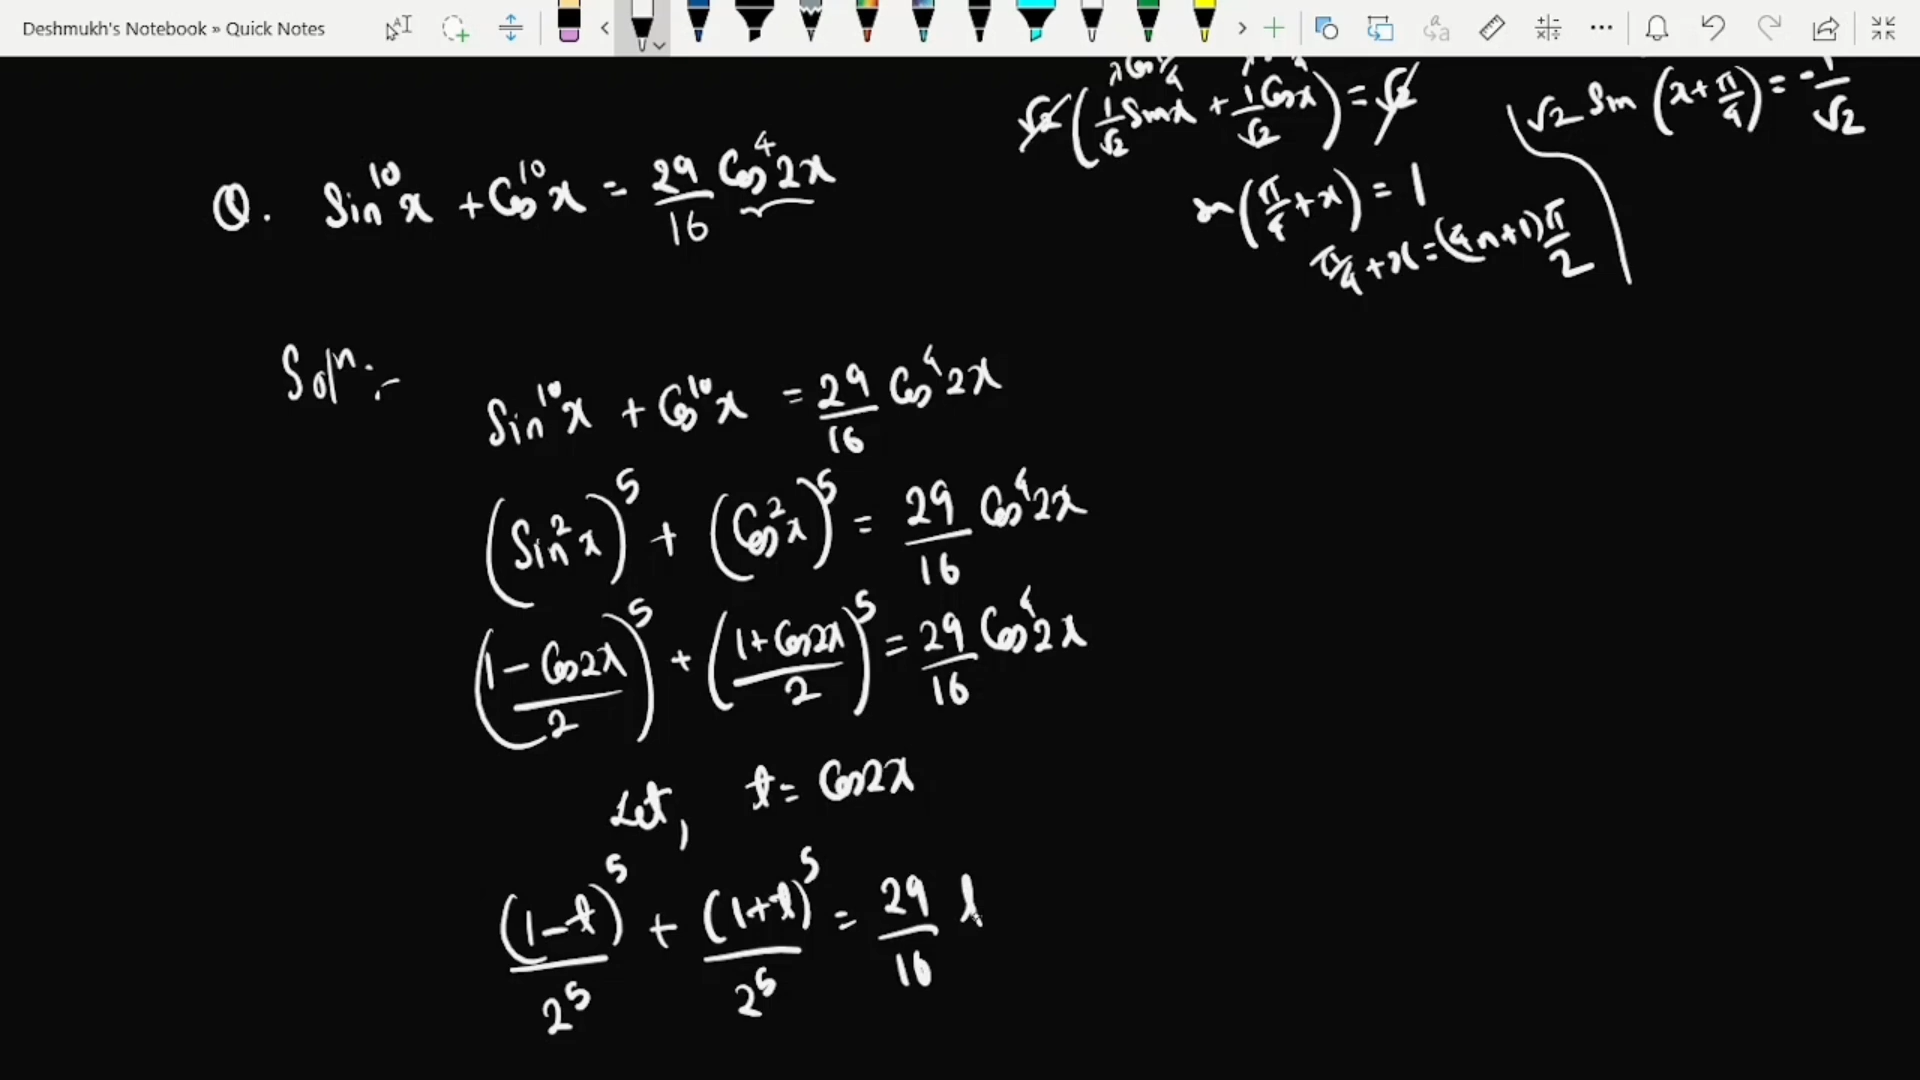 Deshmukh's Notebook » Quick Notes
√2 (1/√2 Sinx + 1/√2 Cosx) = √2
√2 Sin (x + π/4) = -1/√2
(π/4 + x) = 1
π/4 + x = (4n+1) π/2
Q. Sin¹⁰x + Cos¹⁰x = 29/16 Cos⁴2x
Solⁿ:-
Sin¹⁰x + Cos¹⁰x = 29/16 Cos⁴2x
(Sin²x)⁵ + (Cos²x)⁵ = 29/16 Cos⁴2x
((1 - Cos2x)/2)⁵ + ((1 + Cos2x)/2)⁵ = 29/16 Cos⁴2x
Let, t = Cos2x
(1-t)⁵/2⁵ + (1+t)⁵/2⁵ = 29/16 t